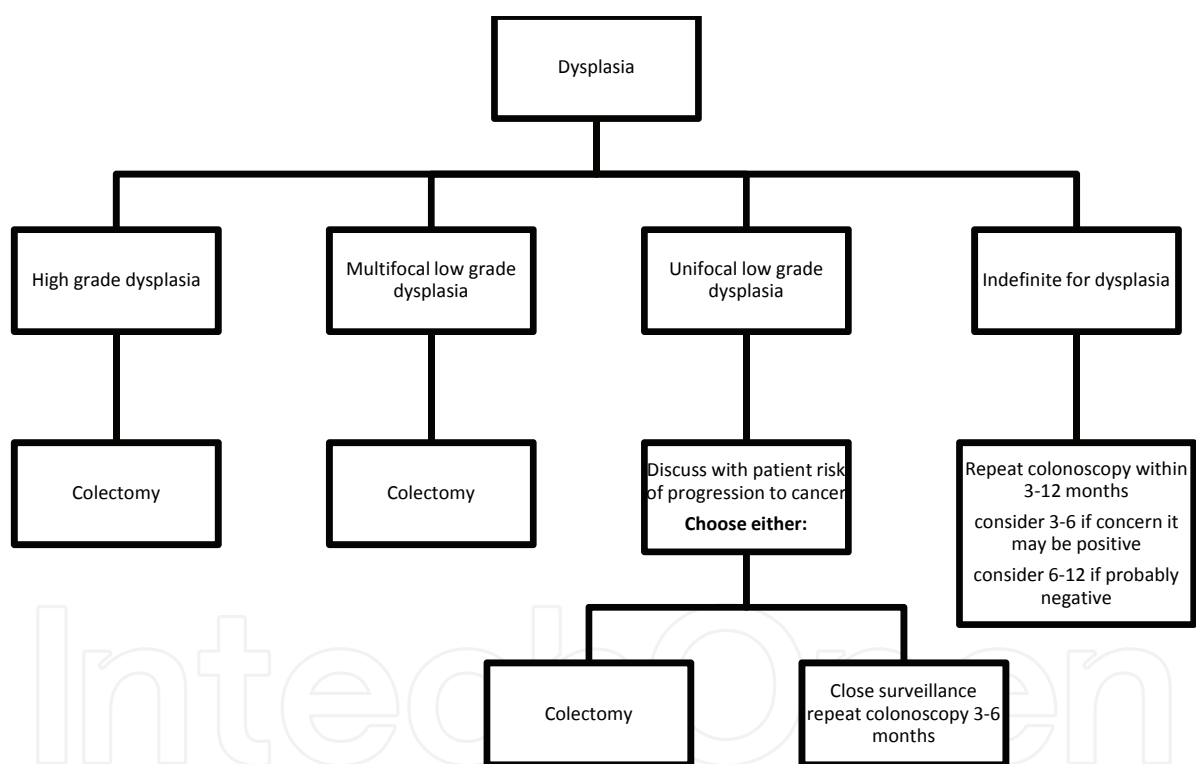 Dysplasia
High grade dysplasia
Multifocal low grade
dysplasia
Unifocal low grade
dysplasia
Indefinite for dysplasia
Colectomy
Colectomy
Discuss with patient risk
of progression to cancer
Choose either:
Repeat colonoscopy within
3-12 months
consider 3-6 if concern it
may be positive
consider 6-12 if probably
negative
Colectomy
Close surveillance
repeat colonoscopy 3-6
months
IntechOpen